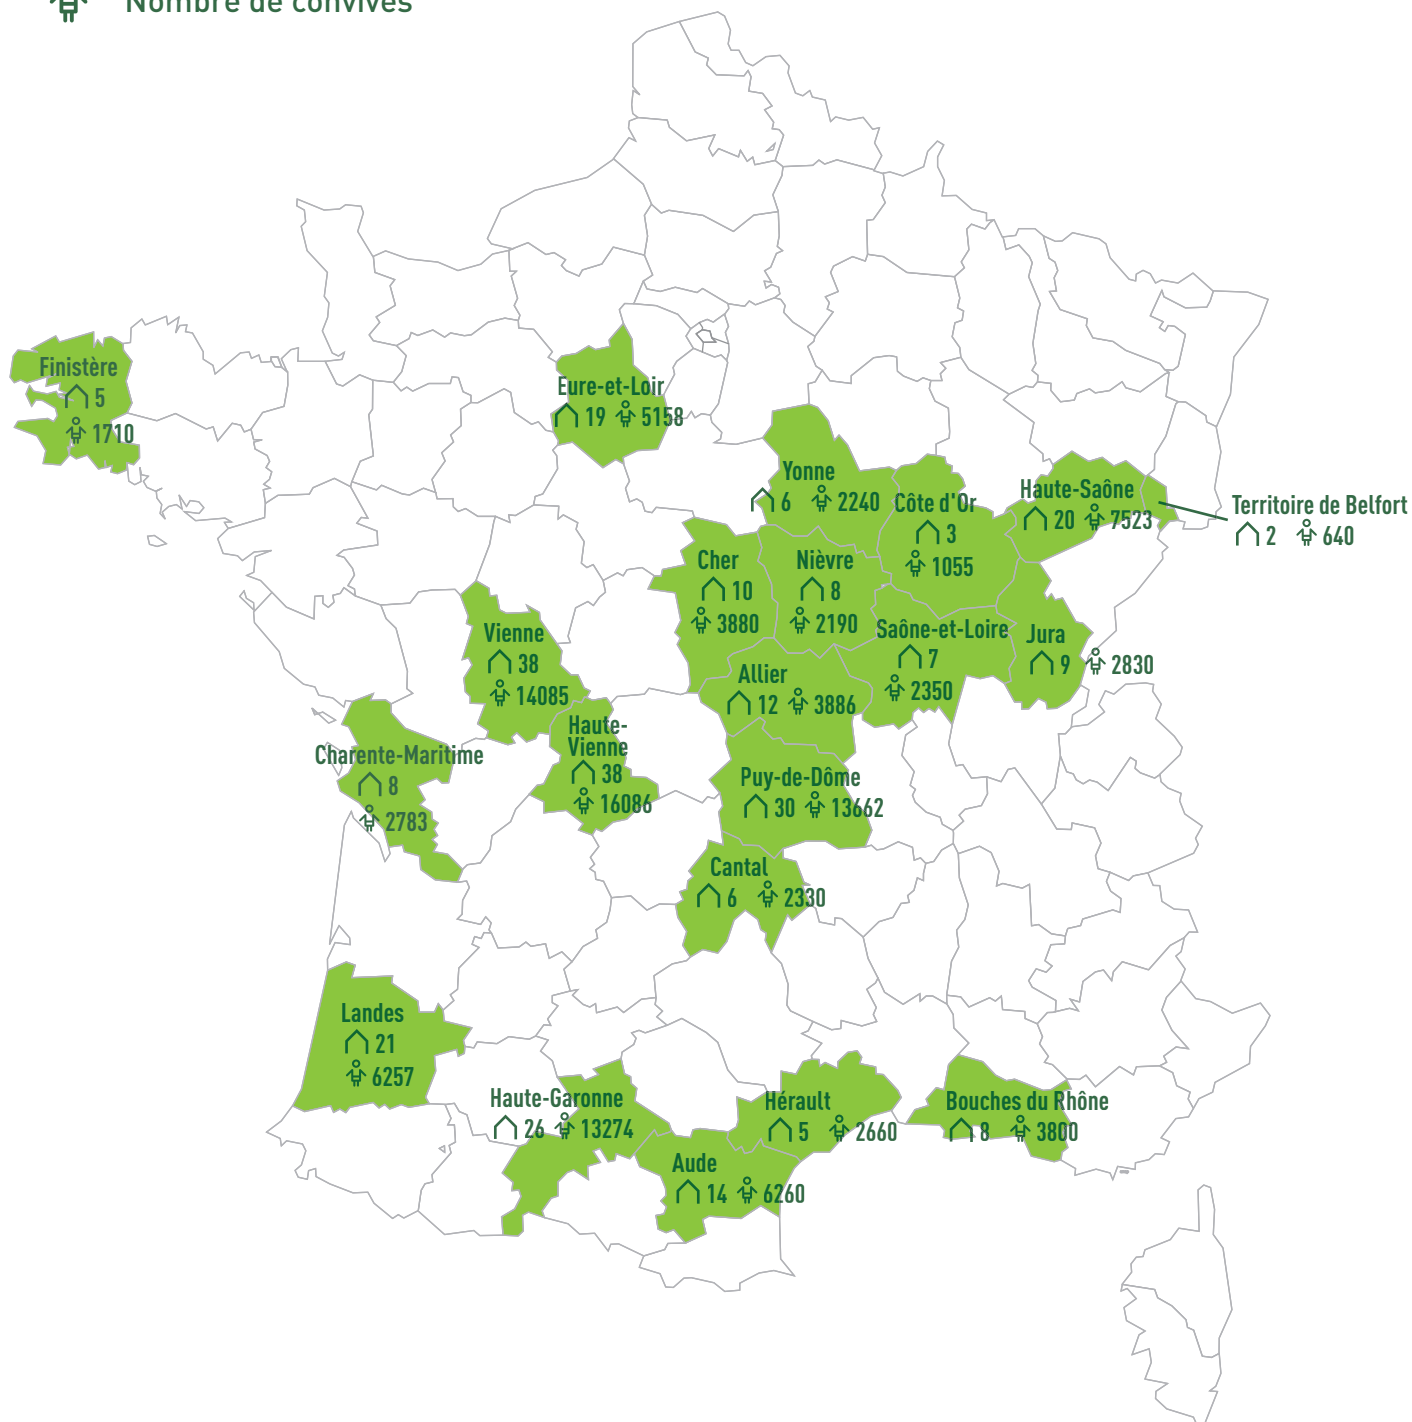 Nombre de convives
Finistère
5
1710
Eure-et-Loir
19 5158
Yonne
6 2240
Côte d'Or
3
1055
Haute-Saône
20 7523
Territoire de Belfort
2 640
Cher
10
3880
Nièvre
8
2190
Saône-et-Loire
7
2350
Jura
9 2830
Vienne
38
14085
Allier
12 3886
Haute-
Vienne
38
16086
Charente-Maritime
8
2783
Puy-de-Dôme
30 13662
Cantal
6 2330
Landes
21
6257
Haute-Garonne
26 13274
Hérault
5 2660
Bouches du Rhône
8 3800
Aude
14 6260